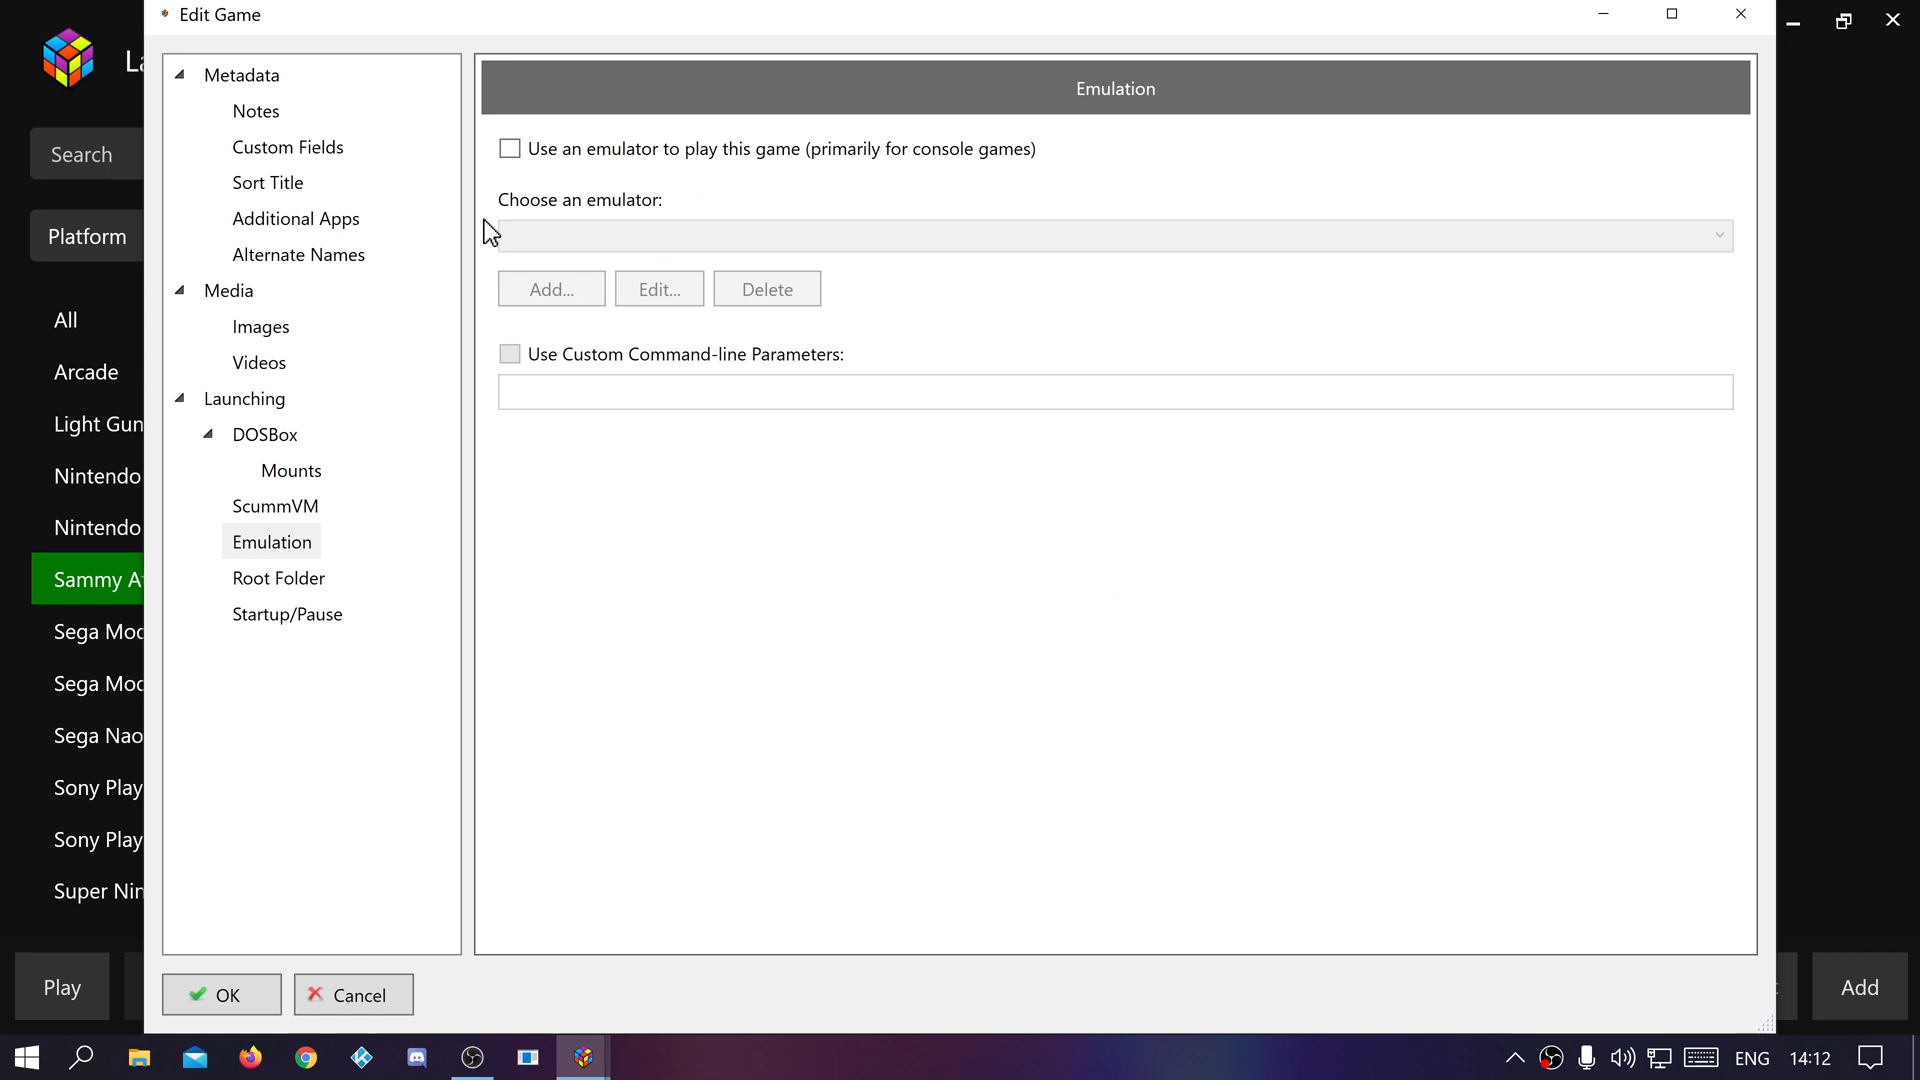 Edit Game
La
Search
Platform
All
Arcade
Light Gun
Nintendo
Nintendo
Sammy A
Sega Mod
Sega Mod
Sega Nao
Sony Play
Sony Play
Super Nin
Play
Metadata
Notes
Custom Fields
Sort Title
Additional Apps
Alternate Names
Media
Images
Videos
Launching
DOSBox
Mounts
ScummVM
Emulation
Root Folder
Startup/Pause
Emulation
Use an emulator to play this game (primarily for console games)
Choose an emulator:
Add... Edit... Delete
Use Custom Command-line Parameters:
OK Cancel
Add
ENG 14:12